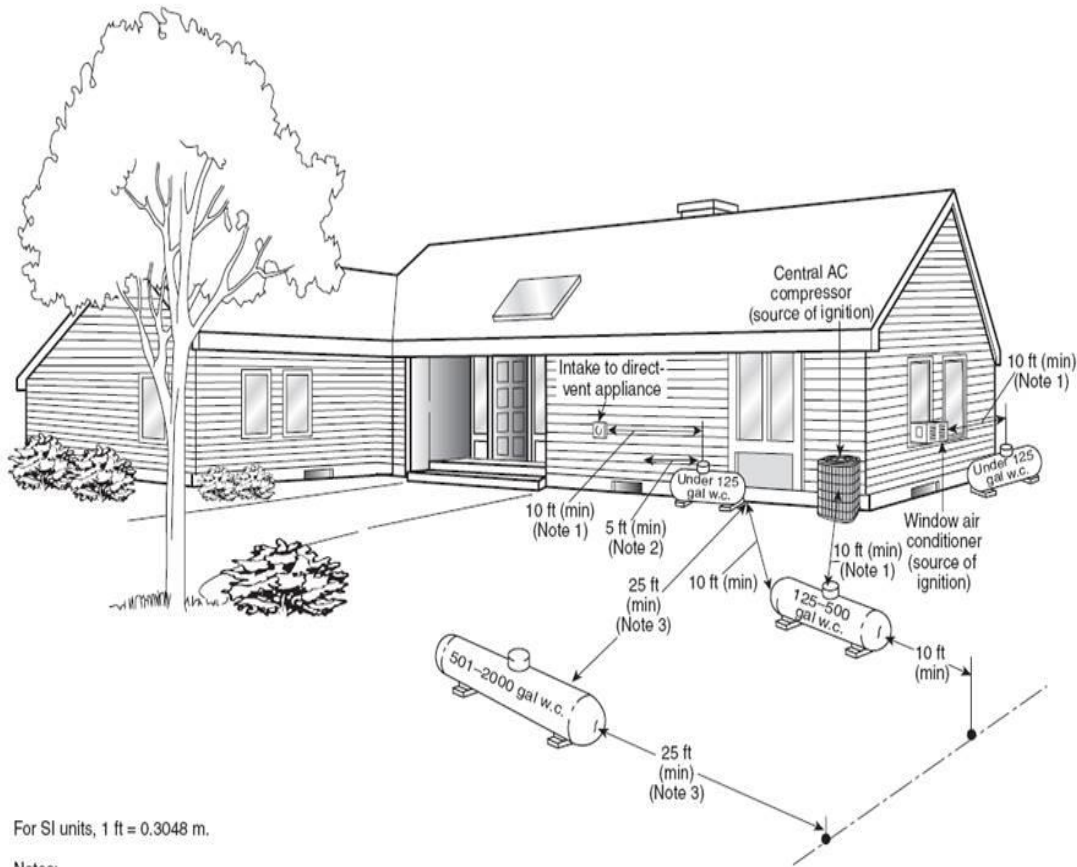 Central AC
compressor
(source of ignition)
10 ft (min)
(Note 1)
Intake to direct-
vent appliance
Under 125
gal w.c.
Under 125
gal w.c.
10 ft (min)
(Note 1)
5 ft (min)
(Note 2)
Window air
conditioner
(source of
ignition)
10 ft (min)
(Note 1)
10 ft (min)
25 ft
(min)
(Note 3)
125–500
gal w.c.
10 ft
(min)
501–2000 gal w.c.
25 ft
(min)
(Note 3)
For SI units, 1 ft = 0.3048 m.
Notes: